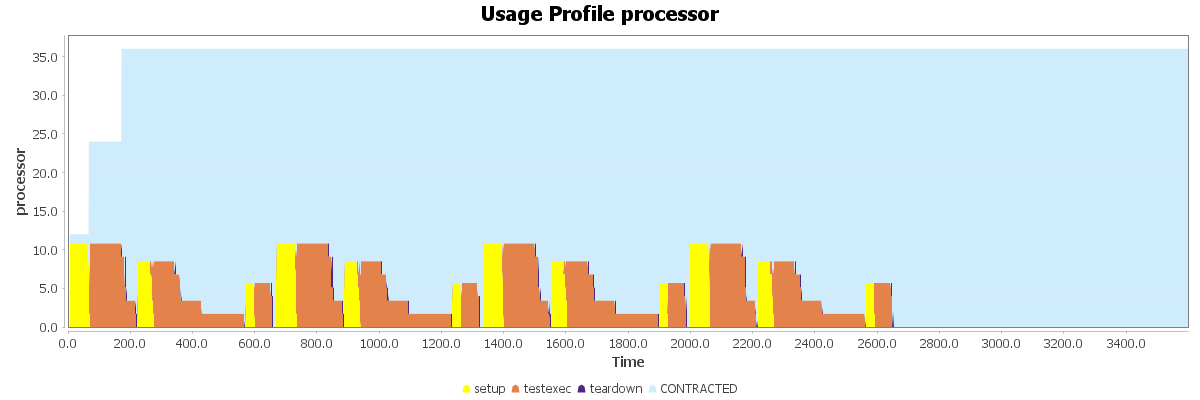 Usage Profile processor
35.0
30.0
25.0
20.0
15.0
10.0
5.0
0.0
processor
0.0 200.0 400.0 600.0 800.0 1000.0 1200.0 1400.0 1600.0 1800.0 2000.0 2200.0 2400.0 2600.0 2800.0 3000.0 3200.0 3400.0
Time
setup testexec teardown CONTRACTED